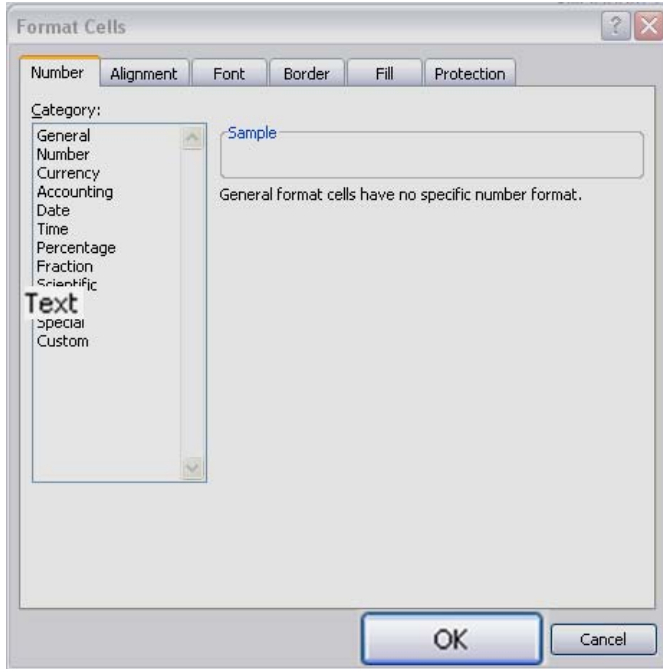 Format Cells
Number Alignment Font Border Fill Protection
Category:
General
Number
Currency
Accounting
Date
Time
Percentage
Fraction
Scientific
Text
Special
Custom
Sample
General format cells have no specific number format.
OK Cancel